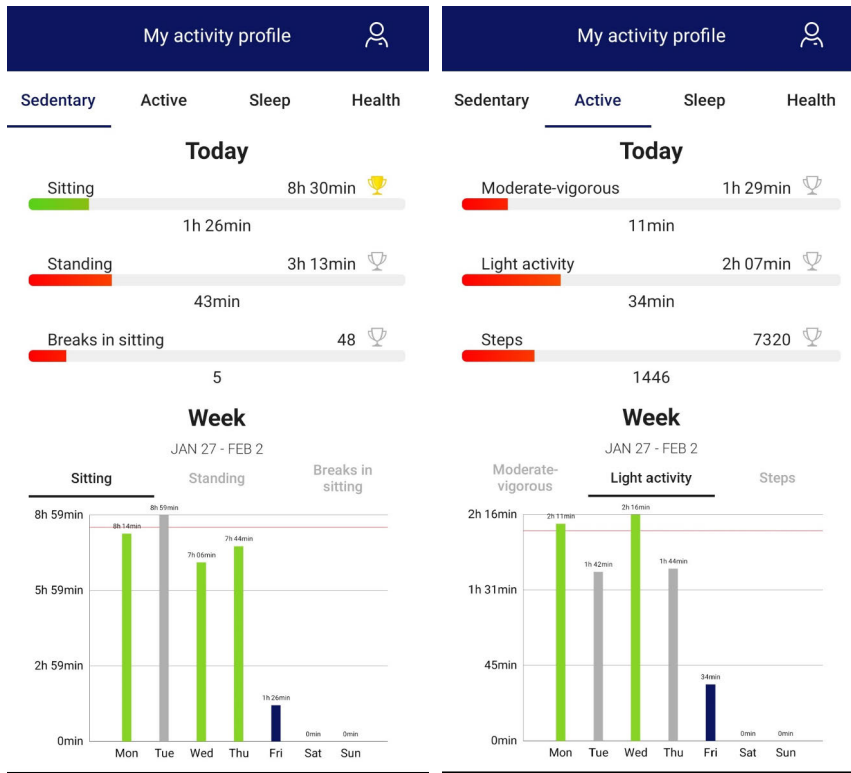 My activity profile
Sedentary Active Sleep Health
Today
Sitting 8h 30min
1h 26min
Standing 3h 13min
43min
Breaks in sitting 48
5
Week
JAN 27 - FEB 2
Sitting Standing Breaks in
sitting
8h 59min
5h 59min
2h 59min
0min
8h 14min
8h 59min
7h 06min
7h 44min
1h 26min
0min
0min
Mon Tue Wed Thu Fri Sat Sun
My activity profile
Sedentary Active Sleep Health
Today
Moderate-vigorous 1h 29min
11min
Light activity 2h 07min
34min
Steps 7320
1446
Week
JAN 27 - FEB 2
Moderate-
vigorous Light activity Steps
2h 16min
1h 31min
45min
0min
2h 11min
1h 42min
2h 16min
1h 44min
34min
0min
0min
Mon Tue Wed Thu Fri Sat Sun